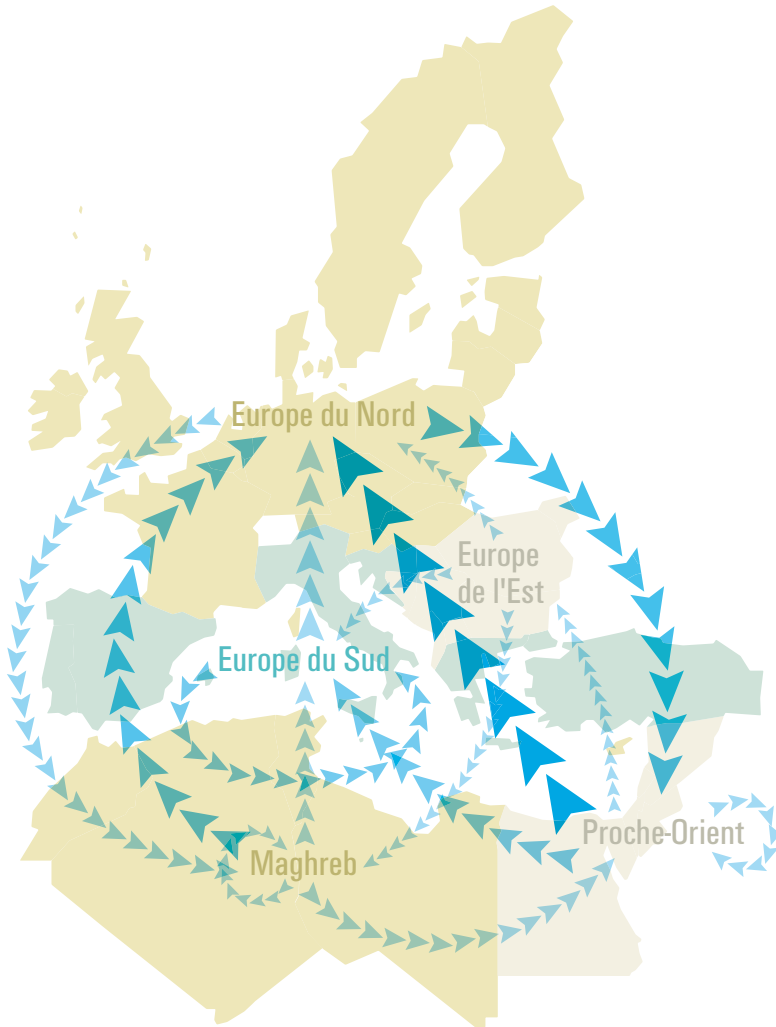 Europe du Nord
Europe
de l'Est
Europe du Sud
Proche-Orient
Maghreb